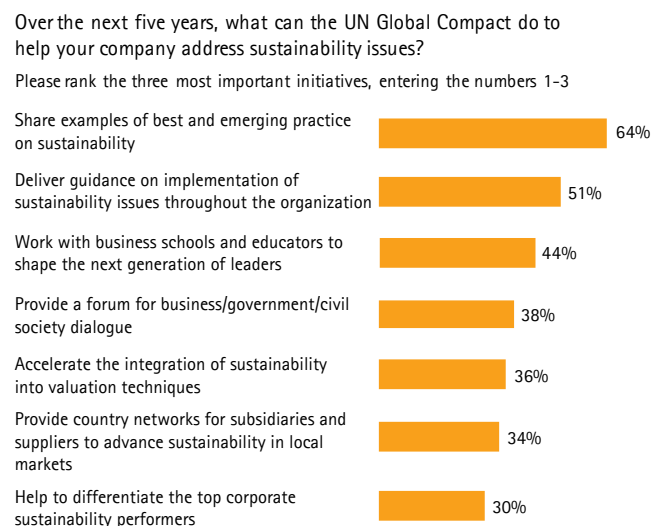 Over the next five years, what can the UN Global Compact do to
help your company address sustainability issues?
Please rank the three most important initiatives, entering the numbers 1-3
Share examples of best and emerging practice
on sustainability
64%
Deliver guidance on implementation of
sustainability issues throughout the organization
51%
Work with business schools and educators to
shape the next generation of leaders
44%
Provide a forum for business/government/civil
society dialogue
38%
Accelerate the integration of sustainability
into valuation techniques
36%
Provide country networks for subsidiaries and
suppliers to advance sustainability in local
markets
34%
Help to differentiate the top corporate
sustainability performers
30%